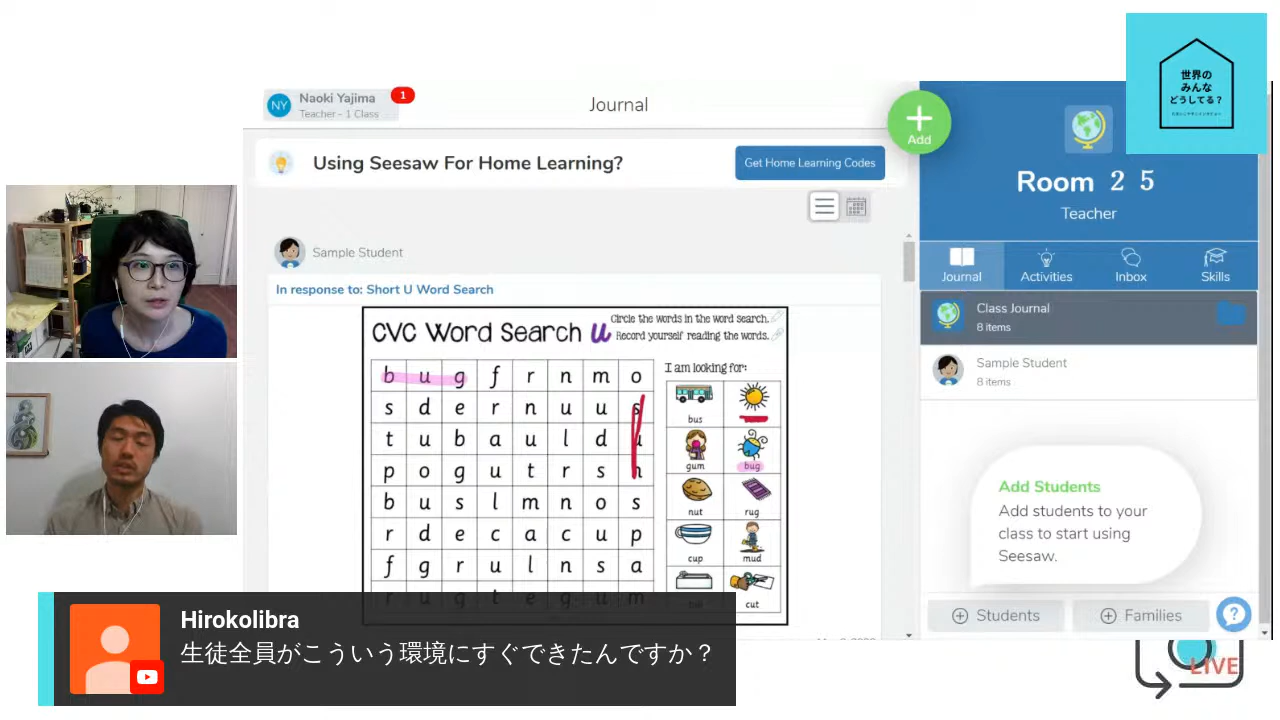 世界の
みんな
どうしてる？
NY
Naoki Yajima
1
Teacher - 1 Class
Journal
Add
Using Seesaw For Home Learning?
Get Home Learning Codes
Room 2 5
Teacher
Journal
Activities
Inbox
Skills
Sample Student
In response to: Short U Word Search
Class Journal
8 items
Sample Student
8 items
CVC Word Search u
Circle the words in the word search.
Record yourself reading the words.
I am looking for:
b u g f r n m o
s d e r n u u s
t u b a u l d u
p o g u t r s n
b u s l m n o s
r d e c a c u p
f g r u l n s a
r u g t e g u m
bus
gum
bug
nut
rug
cup
mud
cut
Add Students
Add students to your
class to start using
Seesaw.
Students
Families
?
Hirokolibra
生徒全員がこういう環境にすぐできたんですか？
LIVE